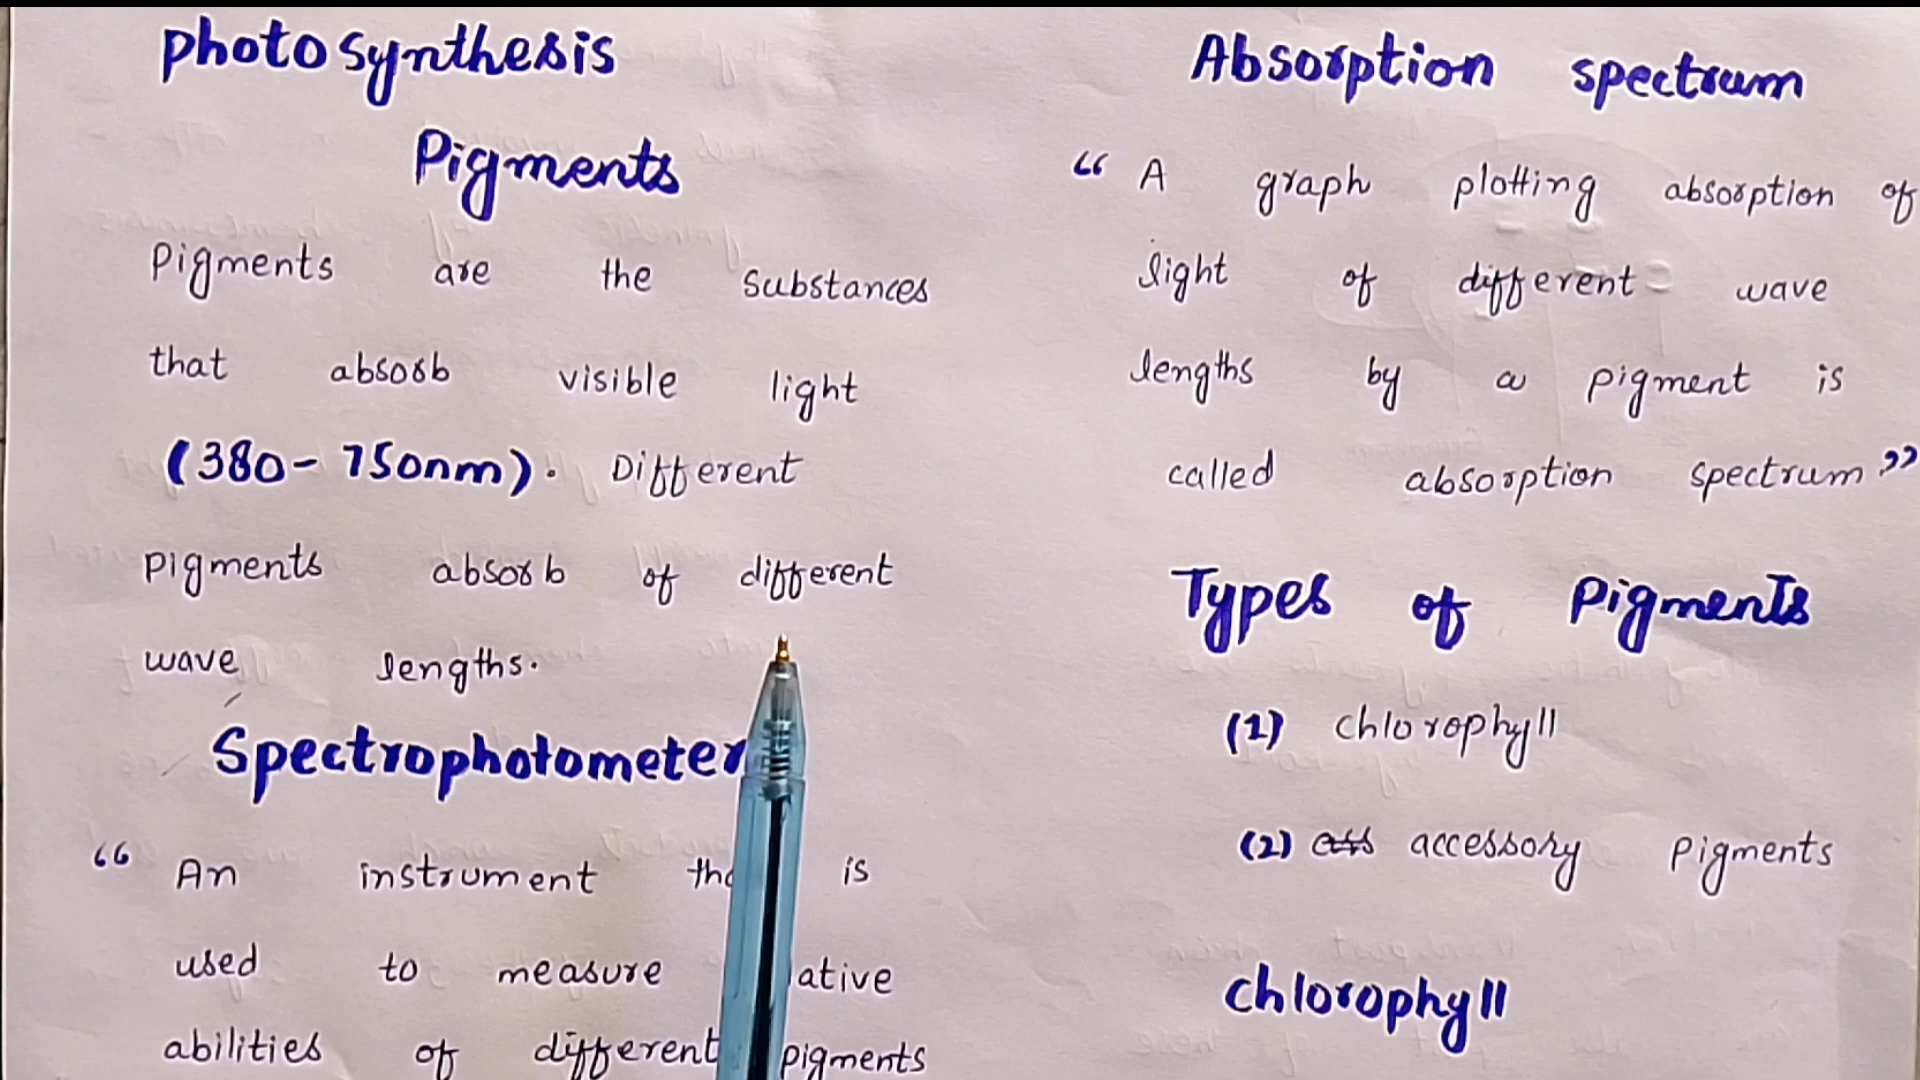 photosynthesis
Pigments
Pigments are the substances
that absorb visible light
(380-750nm). Different
pigments absorb of different
wave lengths.
Spectrophotometer
“ An instrument is
used to measure
abilities of different pigments
Absorption spectrum
“ A graph plotting absorption of
light of different wave
lengths by a pigment is
called absorption spectrum”
Types of Pigments
(1) chlorophyll
(2) accessory pigments
chlorophyll